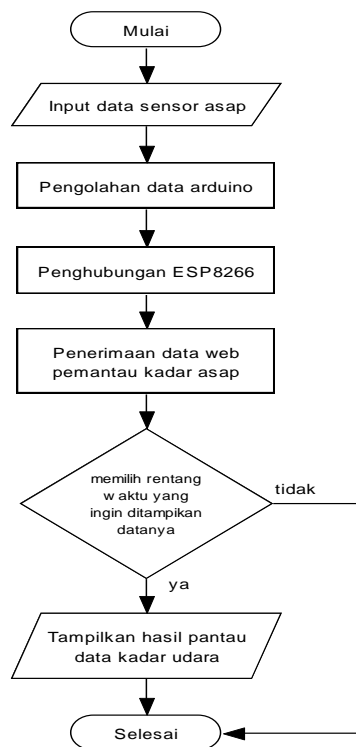 Mulai
Input data sensor asap
Pengolahan data arduino
Penghubungan ESP8266
Penerimaan data web
pemantau kadar asap
memilih rentang
w aktu yang
ingin ditampikan
datanya
tidak
ya
Tampilkan hasil pantau
data kadar udara
Selesai